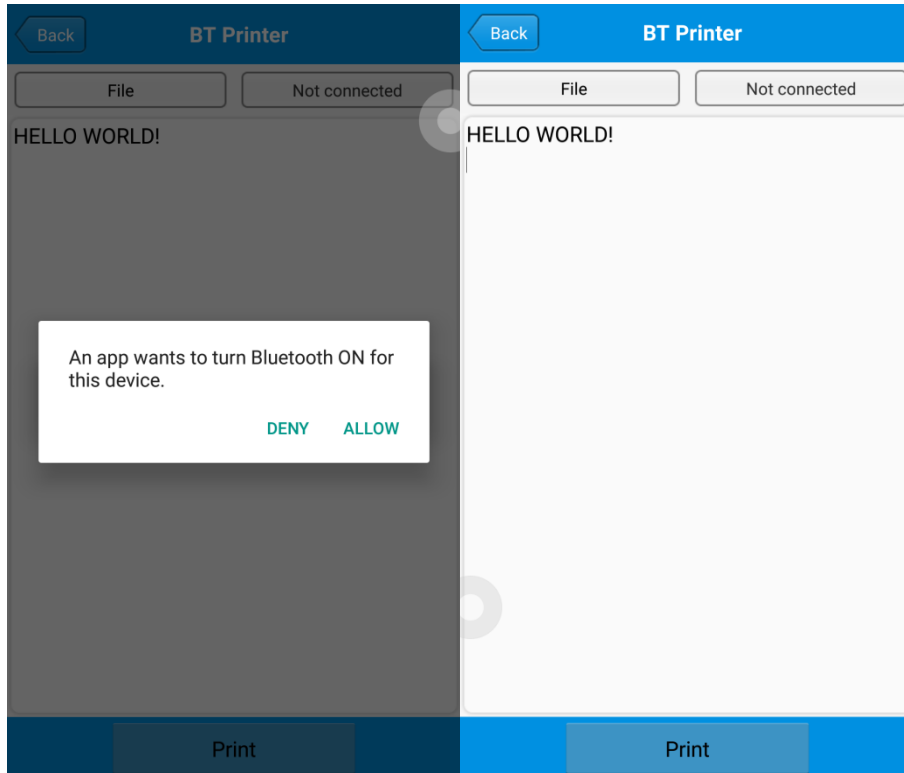 Back
BT Printer
File
Not connected
HELLO WORLD!
An app wants to turn Bluetooth ON for
this device.
DENY
ALLOW
Print
Back
BT Printer
File
Not connected
HELLO WORLD!
Print